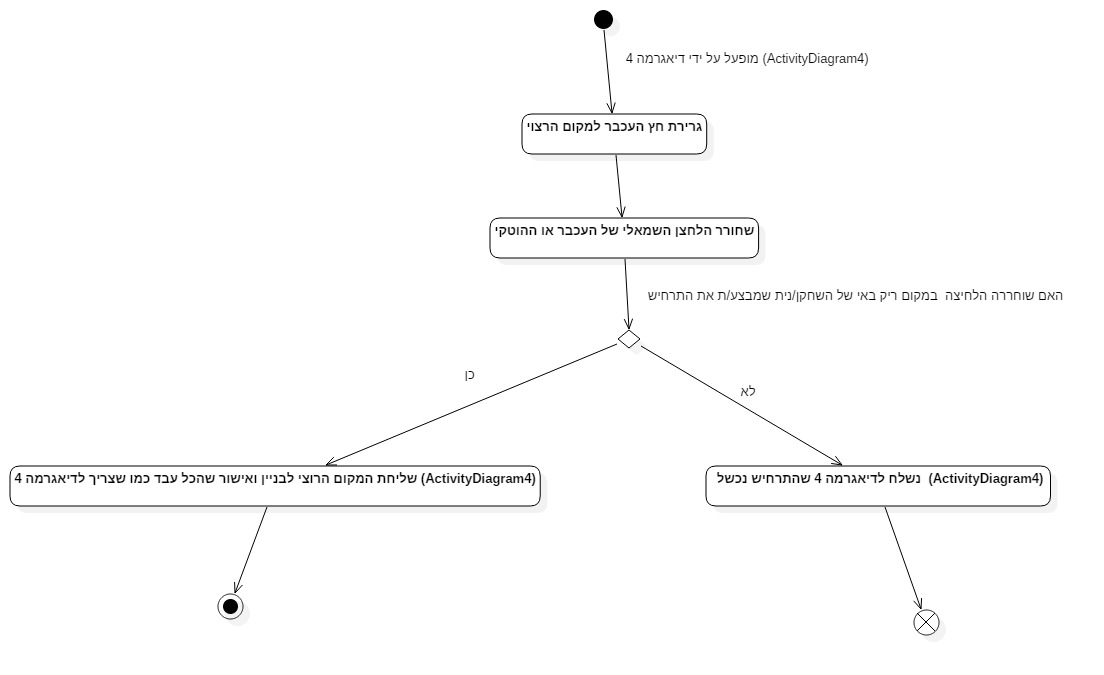 מופעל על ידי דיאגרמה 4 (ActivityDiagram4)
גרירת חץ העכבר למקום הרצוי
שחורר הלחצן השמאלי של העכבר או ההוטקי
האם שוחררה הלחיצה  במקום ריק באי של השחקן/נית שמבצע/ת את התרחיש
כן
לא
שליחת המקום הרוצי לבניין ואישור שהכל עבד כמו שצריך לדיאגרמה 4 (ActivityDiagram4)
נשלח לדיאגרמה 4 שהתרחיש נכשל  (ActivityDiagram4)